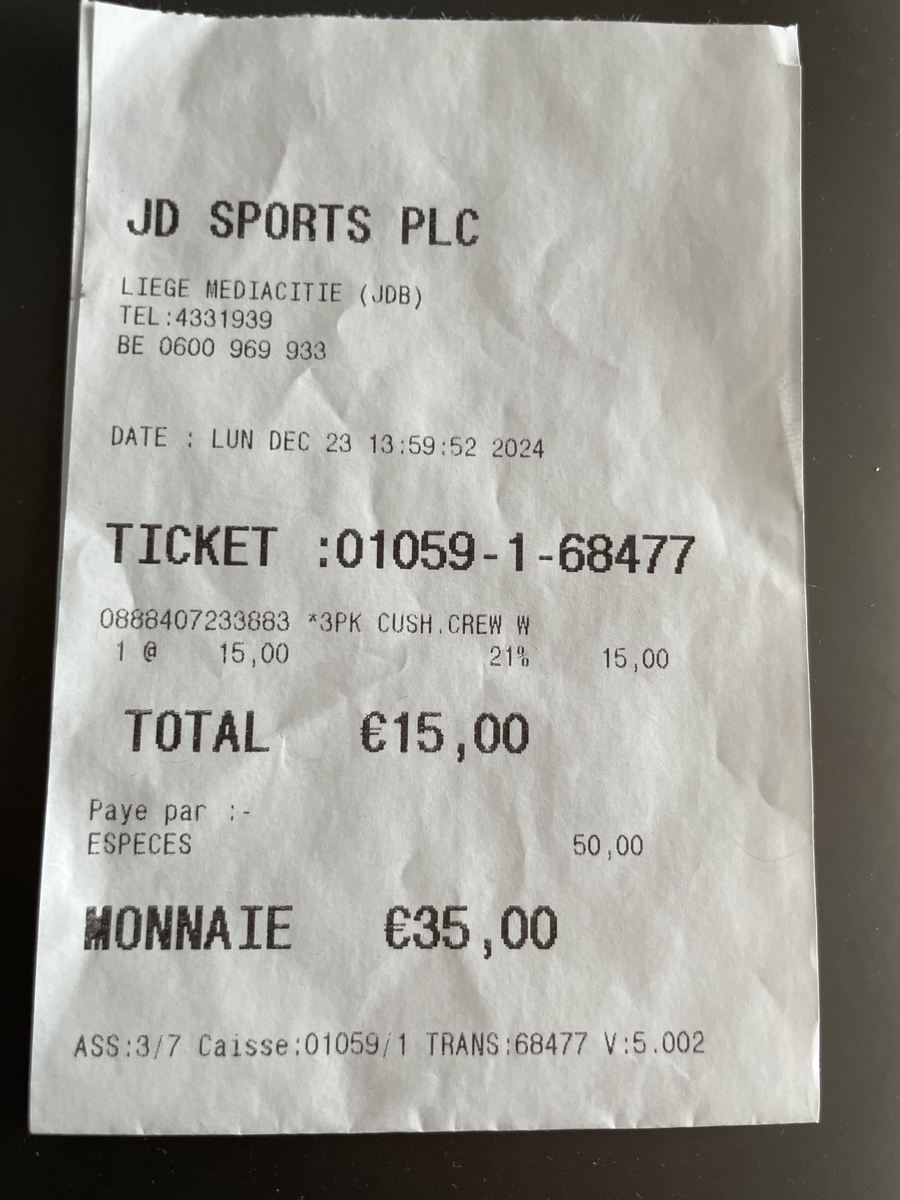 JD SPORTS PLC
LIEGE MEDIACITIE (JDB)
TEL:4331939
BE 0600 969 933
DATE : LUN DEC 23 13:59:52 2024
TICKET :01059-1-68477
0888407233883 *3PK CUSH.CREW W
1 @ 15,00 21% 15,00
TOTAL €15,00
Paye par :-
ESPECES 50,00
MONNAIE €35,00
ASS:3/7 Caisse:01059/1 TRANS:68477 V:5.002